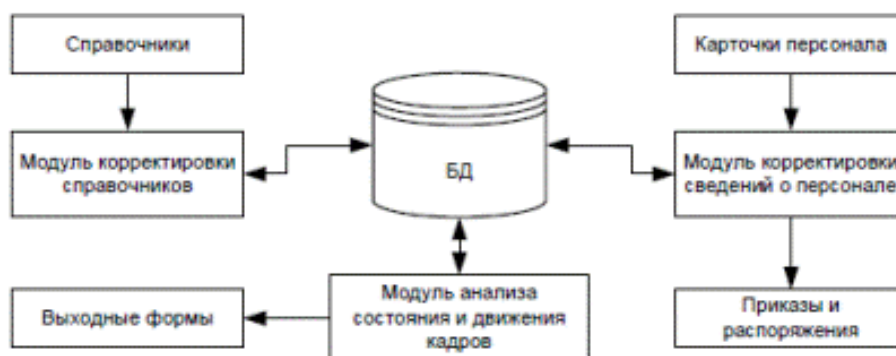 Справочники
Карточки персонала
Модуль корректировки
справочников
БД
Модуль корректировки
сведений о персонале
Выходные формы
Модуль анализа
состояния и движения
кадров
Приказы и
распоряжения